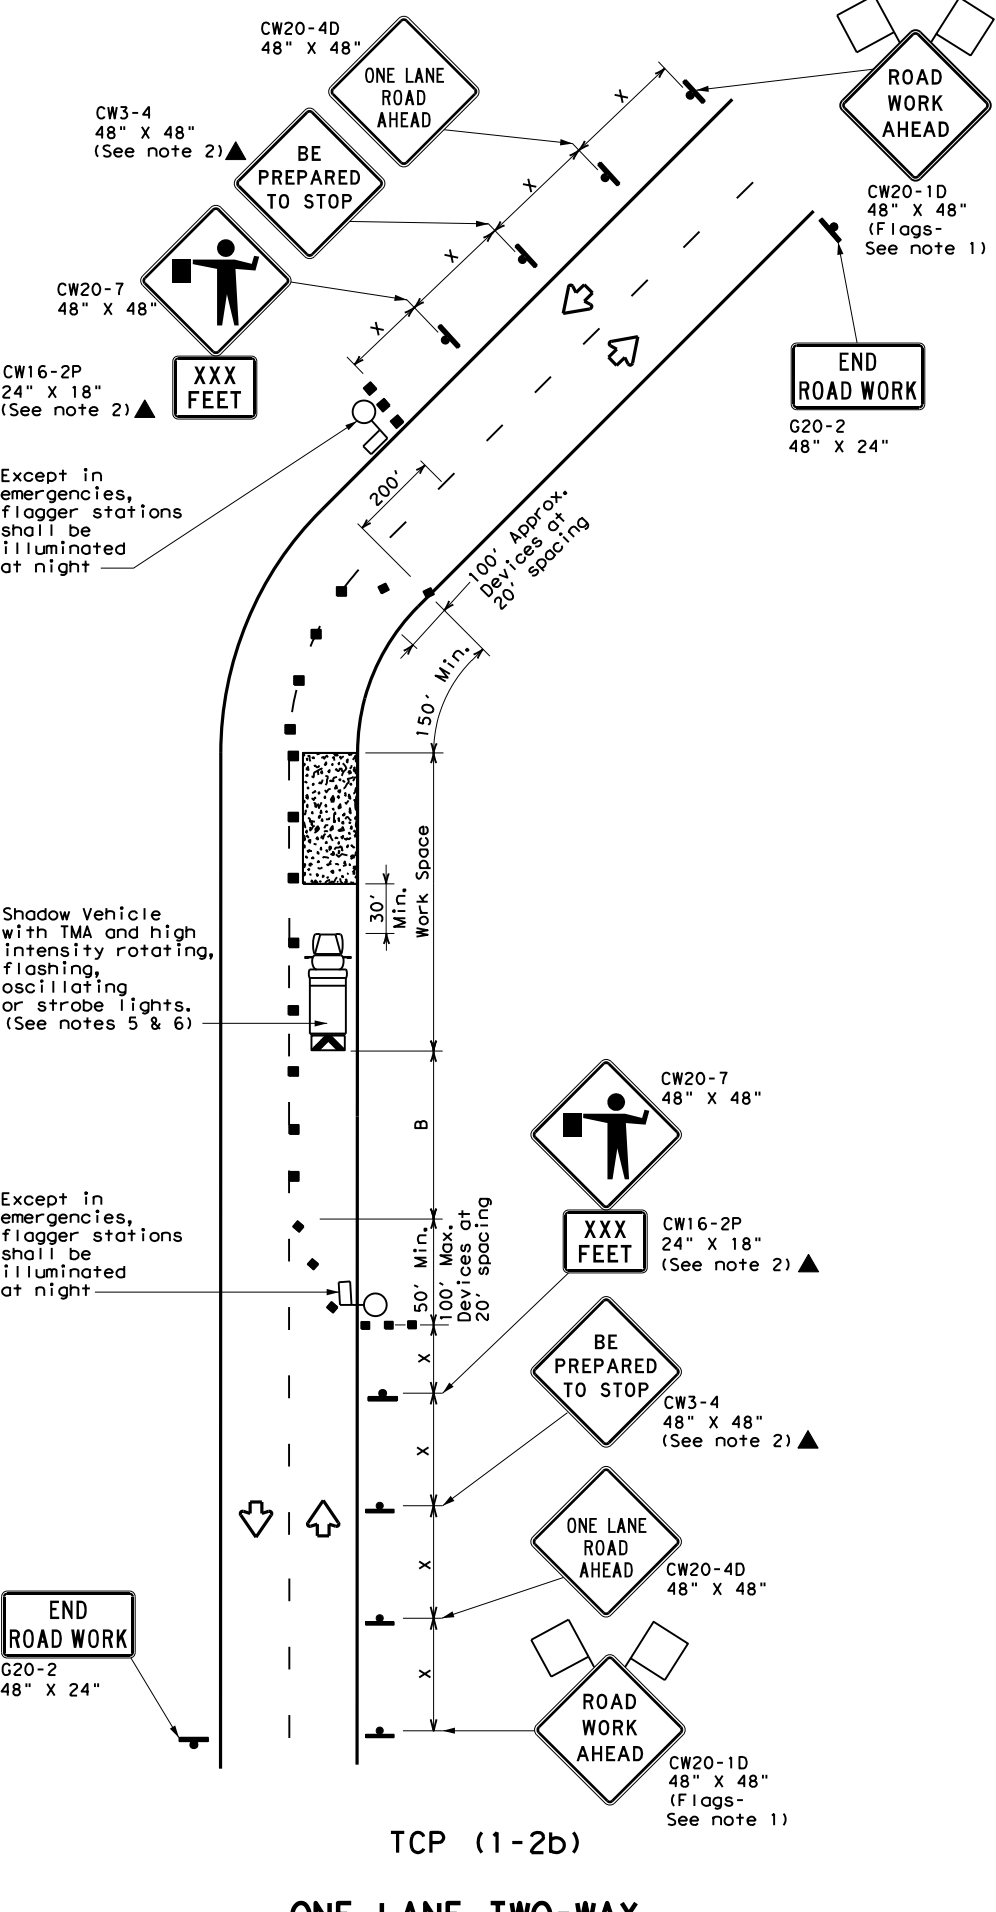 CW20-4D
48" X 48"
ONE LANE
ROAD
AHEAD
X
ROAD
WORK
AHEAD
CW20-1D
48" X 48"
(Flags-
See note 1)
CW3-4
48" X 48"
(See note 2)
BE
PREPARED
TO STOP
X
X
CW20-7
48" X 48"
X
CW16-2P
24" X 18"
(See note 2)
XXX
FEET
END
ROAD WORK
G20-2
48" X 24"
Except in
emergencies,
flagger stations
shall be
illuminated
at night
200'
100' Approx.
Devices at
20' spacing
150' Min.
Work Space
30'
Min.
Shadow Vehicle
with TMA and high
intensity rotating,
flashing,
oscillating
or strobe lights.
(See notes 5 & 6)
B
CW20-7
48" X 48"
XXX
FEET
CW16-2P
24" X 18"
(See note 2)
Except in
emergencies,
flagger stations
shall be
illuminated
at night
50' Min.
100' Max.
Devices at
20' spacing
X
BE
PREPARED
TO STOP
CW3-4
48" X 48"
(See note 2)
X
ONE LANE
ROAD
AHEAD
CW20-4D
48" X 48"
X
END
ROAD WORK
G20-2
48" X 24"
X
ROAD
WORK
AHEAD
CW20-1D
48" X 48"
(Flags-
See note 1)
TCP (1-2b)
ONE LANE TWO-WAY